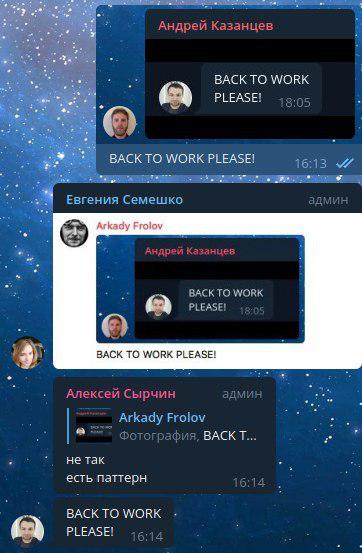 Андрей Казанцев
BACK TO WORK
PLEASE!
18:05
BACK TO WORK PLEASE!
16:13
Евгения Семешко
админ
Arkady Frolov
Андрей Казанцев
BACK TO WORK
PLEASE!
18:05
BACK TO WORK PLEASE!
Алексей Сырчин
админ
Arkady Frolov
Фотография, BACK T...
не так
есть паттерн
16:14
BACK TO WORK
PLEASE!
16:14